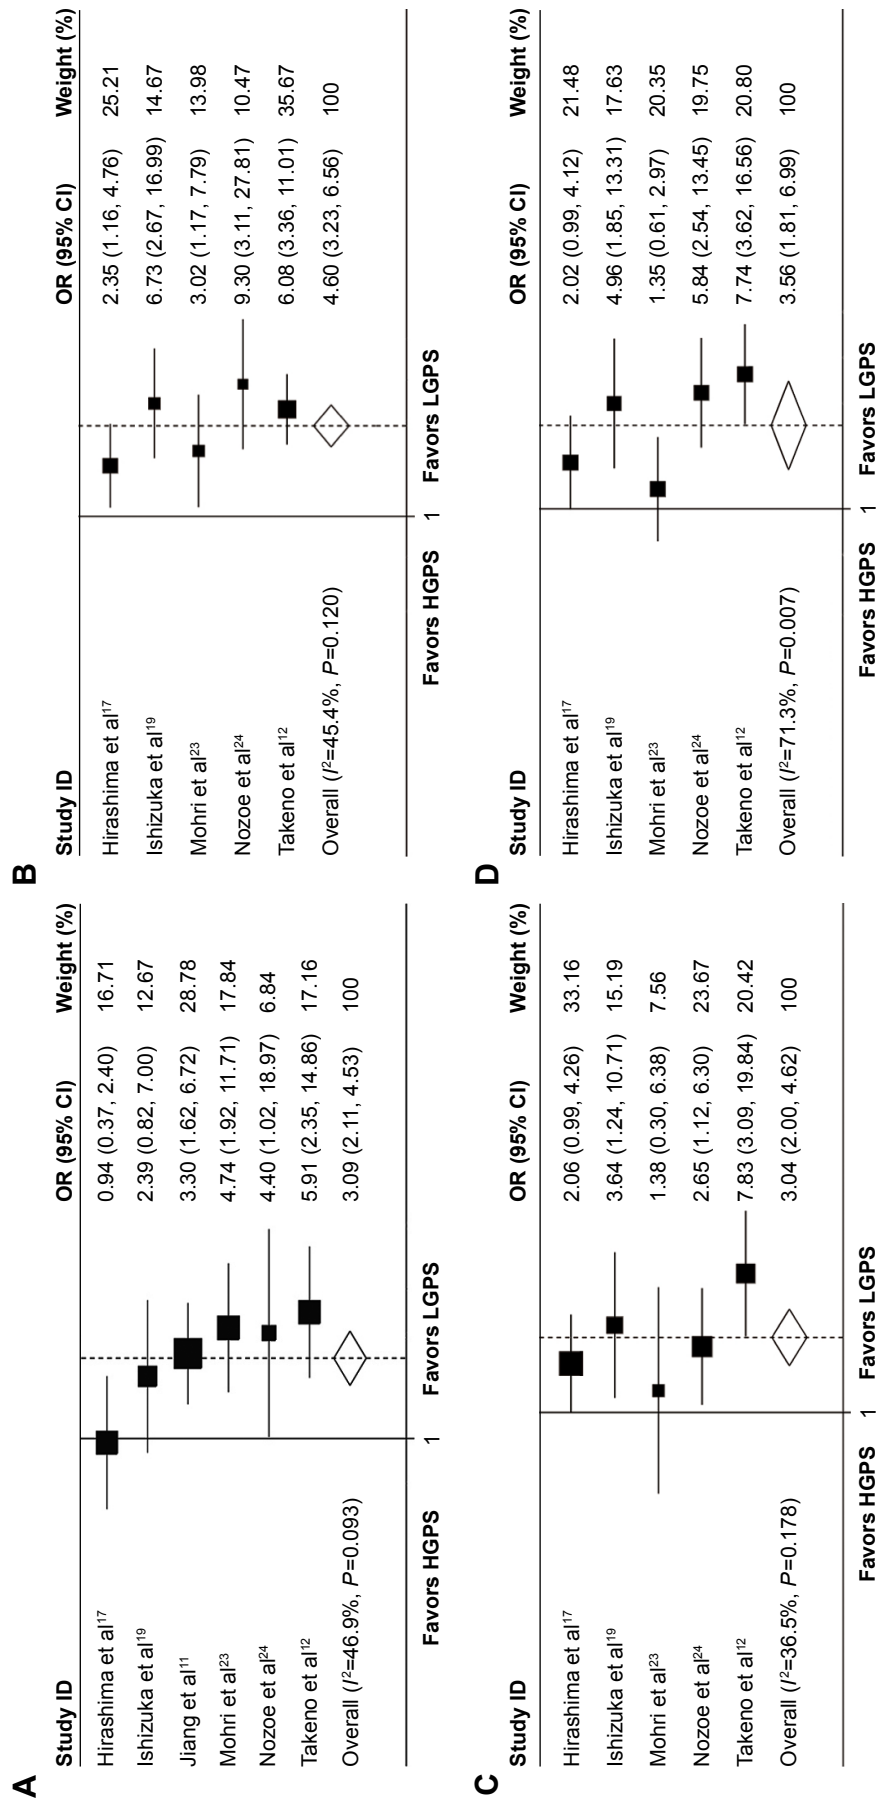 A
Study ID OR (95% CI) Weight (%)
Hirashima et al17 0.94 (0.37, 2.40) 16.71
Ishizuka et al19 2.39 (0.82, 7.00) 12.67
Jiang et al11 3.30 (1.62, 6.72) 28.78
Mohri et al23 4.74 (1.92, 11.71) 17.84
Nozoe et al24 4.40 (1.02, 18.97) 6.84
Takeno et al12 5.91 (2.35, 14.86) 17.16
Overall (I2=46.9%, P=0.093) 3.09 (2.11, 4.53) 100
1
Favors HGPS Favors LGPS
B
Study ID OR (95% CI) Weight (%)
Hirashima et al17 2.35 (1.16, 4.76) 25.21
Ishizuka et al19 6.73 (2.67, 16.99) 14.67
Mohri et al23 3.02 (1.17, 7.79) 13.98
Nozoe et al24 9.30 (3.11, 27.81) 10.47
Takeno et al12 6.08 (3.36, 11.01) 35.67
Overall (I2=45.4%, P=0.120) 4.60 (3.23, 6.56) 100
1
Favors HGPS Favors LGPS
C
Study ID OR (95% CI) Weight (%)
Hirashima et al17 2.06 (0.99, 4.26) 33.16
Ishizuka et al19 3.64 (1.24, 10.71) 15.19
Mohri et al23 1.38 (0.30, 6.38) 7.56
Nozoe et al24 2.65 (1.12, 6.30) 23.67
Takeno et al12 7.83 (3.09, 19.84) 20.42
Overall (I2=36.5%, P=0.178) 3.04 (2.00, 4.62) 100
1
Favors HGPS Favors LGPS
D
Study ID OR (95% CI) Weight (%)
Hirashima et al17 2.02 (0.99, 4.12) 21.48
Ishizuka et al19 4.96 (1.85, 13.31) 17.63
Mohri et al23 1.35 (0.61, 2.97) 20.35
Nozoe et al24 5.84 (2.54, 13.45) 19.75
Takeno et al12 7.74 (3.62, 16.56) 20.80
Overall (I2=71.3%, P=0.007) 3.56 (1.81, 6.99) 100
1
Favors HGPS Favors LGPS